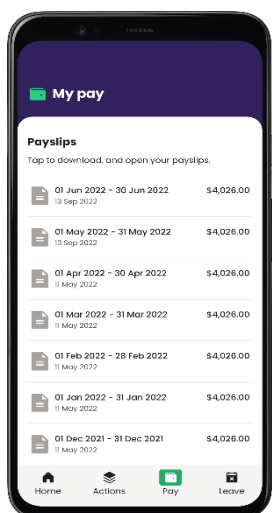 My pay
Payslips
Tap to download, and open your payslips.
01 Jun 2022 - 30 Jun 2022 $4,026.00
13 Sep 2022
01 May 2022 - 31 May 2022 $4,026.00
13 Sep 2022
01 Apr 2022 - 30 Apr 2022 $4,026.00
11 May 2022
01 Mar 2022 - 31 Mar 2022 $4,026.00
11 May 2022
01 Feb 2022 - 28 Feb 2022 $4,026.00
11 May 2022
01 Jan 2022 - 31 Jan 2022 $4,026.00
11 May 2022
01 Dec 2021 - 31 Dec 2021 $4,026.00
11 May 2022
Home Actions Pay Leave